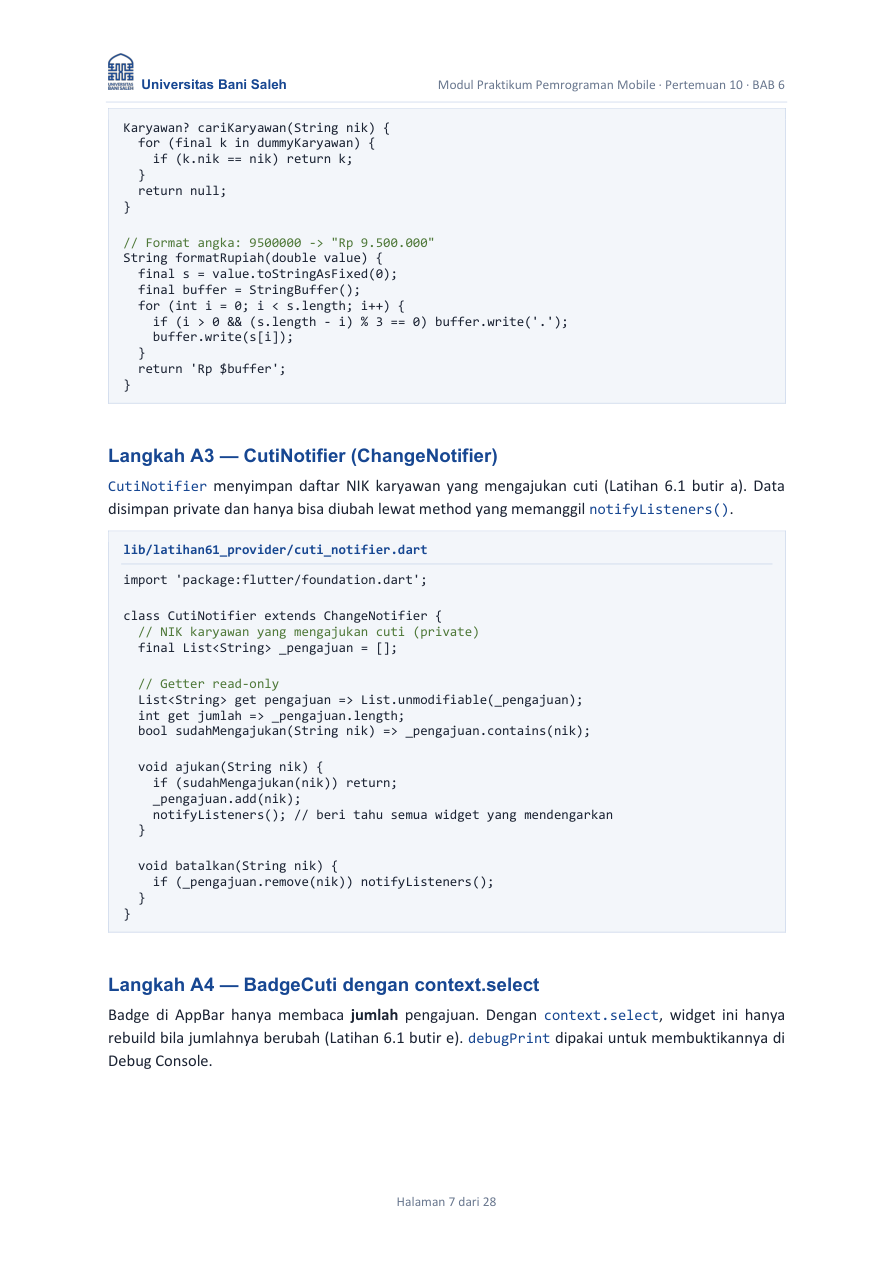 UNIVERSITAS
BANI SALEH
Universitas Bani Saleh
Modul Praktikum Pemrograman Mobile · Pertemuan 10 · BAB 6
Karyawan? cariKaryawan(String nik) {
  for (final k in dummyKaryawan) {
    if (k.nik == nik) return k;
  }
  return null;
}

// Format angka: 9500000 -> "Rp 9.500.000"
String formatRupiah(double value) {
  final s = value.toStringAsFixed(0);
  final buffer = StringBuffer();
  for (int i = 0; i < s.length; i++) {
    if (i > 0 && (s.length - i) % 3 == 0) buffer.write('.');
    buffer.write(s[i]);
  }
  return 'Rp $buffer';
}

Langkah A3 — CutiNotifier (ChangeNotifier)
CutiNotifier menyimpan daftar NIK karyawan yang mengajukan cuti (Latihan 6.1 butir a). Data
disimpan private dan hanya bisa diubah lewat method yang memanggil notifyListeners().
lib/latihan61_provider/cuti_notifier.dart
import 'package:flutter/foundation.dart';

class CutiNotifier extends ChangeNotifier {
  // NIK karyawan yang mengajukan cuti (private)
  final List<String> _pengajuan = [];

  // Getter read-only
  List<String> get pengajuan => List.unmodifiable(_pengajuan);
  int get jumlah => _pengajuan.length;
  bool sudahMengajukan(String nik) => _pengajuan.contains(nik);

  void ajukan(String nik) {
    if (sudahMengajukan(nik)) return;
    _pengajuan.add(nik);
    notifyListeners(); // beri tahu semua widget yang mendengarkan
  }

  void batalkan(String nik) {
    if (_pengajuan.remove(nik)) notifyListeners();
  }
}

Langkah A4 — BadgeCuti dengan context.select
Badge di AppBar hanya membaca jumlah pengajuan. Dengan context.select, widget ini hanya
rebuild bila jumlahnya berubah (Latihan 6.1 butir e). debugPrint dipakai untuk membuktikannya di
Debug Console.
Halaman 7 dari 28